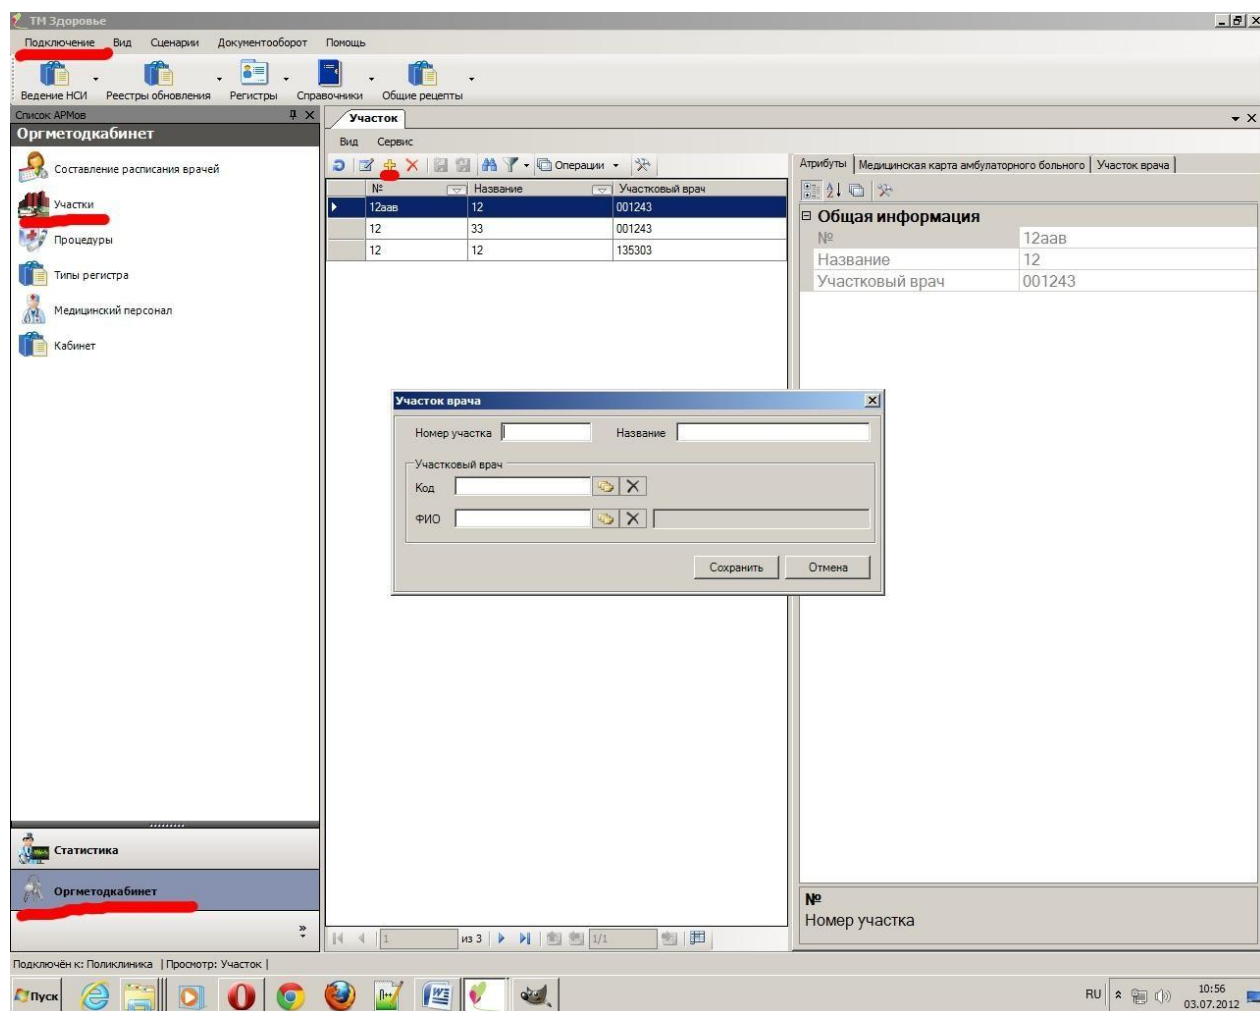 ТМ Здоровье
Подключение Вид Сценарии Документооборот Помощь
Ведение НСИ Реестры обновления Регистры Справочники Общие рецепты
Список АРМов
Оргметодкабинет
Составление расписания врачей
Участки
Процедуры
Типы регистра
Медицинский персонал
Кабинет
Статистика
Оргметодкабинет
Участок
Вид Сервис
Операции
№ Название Участковый врач
12аав 12 001243
12 33 001243
12 12 135303
1 из 3 1/1
Атрибуты Медицинская карта амбулаторного больного Участок врача
Общая информация
№ 12аав
Название 12
Участковый врач 001243
№
Номер участка
Участок врача
Номер участка Название
Участковый врач
Код
ФИО
Сохранить Отмена
Подключён к: Поликлиника | Просмотр: Участок |
Пуск
RU 10:56
03.07.2012